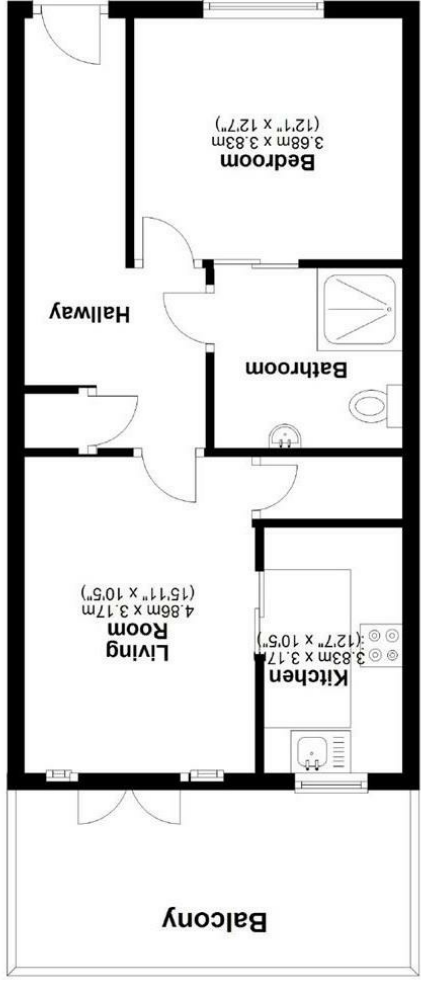 Balcony
Kitchen
3.83m x 3.17
(12'7" x 10'5")
Living
Room
4.86m x 3.17m
(15'11" x 10'5")
Bathroom
Hallway
Bedroom
3.68m x 3.83m
(12'1" x 12'7")